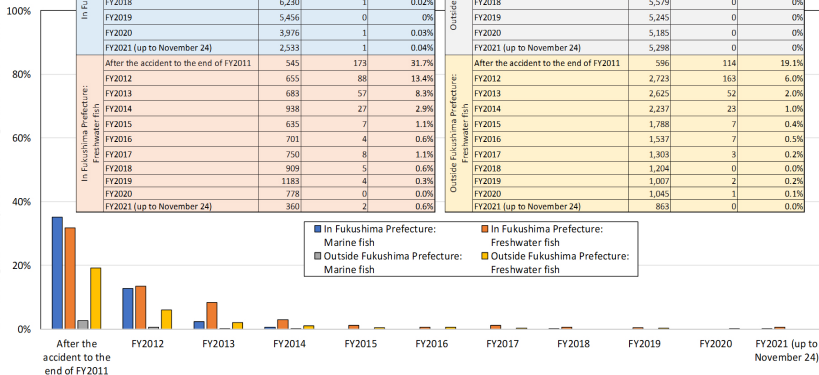 100%
80%
60%
40%
20%
0%
In Fu
FY2018 6,230 1 0.02%
FY2019 5,456 0 0%
FY2020 3,976 1 0.03%
FY2021 (up to November 24) 2,533 1 0.04%
In Fukushima Prefecture:
Freshwater fish
After the accident to the end of FY2011 545 173 31.7%
FY2012 655 88 13.4%
FY2013 683 57 8.3%
FY2014 938 27 2.9%
FY2015 635 7 1.1%
FY2016 701 4 0.6%
FY2017 750 8 1.1%
FY2018 909 5 0.6%
FY2019 1183 4 0.3%
FY2020 778 0 0.0%
FY2021 (up to November 24) 360 2 0.6%
Outside
FY2018 5,579 0 0%
FY2019 5,245 0 0%
FY2020 5,185 0 0%
FY2021 (up to November 24) 5,298 0 0%
Outside Fukushima Prefecture:
Freshwater fish
After the accident to the end of FY2011 596 114 19.1%
FY2012 2,723 163 6.0%
FY2013 2,625 52 2.0%
FY2014 2,237 23 1.0%
FY2015 1,788 7 0.4%
FY2016 1,537 7 0.5%
FY2017 1,303 3 0.2%
FY2018 1,204 0 0.0%
FY2019 1,007 2 0.2%
FY2020 1,045 1 0.1%
FY2021 (up to November 24) 863 0 0.0%
In Fukushima Prefecture:
Marine fish
In Fukushima Prefecture:
Freshwater fish
Outside Fukushima Prefecture:
Marine fish
Outside Fukushima Prefecture:
Freshwater fish
After the
accident to the
end of FY2011
FY2012
FY2013
FY2014
FY2015
FY2016
FY2017
FY2018
FY2019
FY2020
FY2021 (up to
November 24)